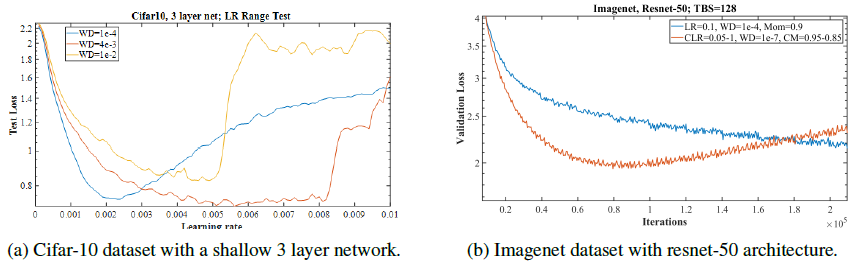 Cifar10, 3 layer net; LR Range Test
WD=1e-4
WD=4e-3
WD=1e-2
Test Loss
2.2
2
1.8
1.6
1.4
1.2
1
0.8
0 0.001 0.002 0.003 0.004 0.005 0.006 0.007 0.008 0.009 0.01
Learning rate
(a) Cifar-10 dataset with a shallow 3 layer network.
Imagenet, Resnet-50; TBS=128
LR=0.1, WD=1e-4, Mom=0.9
CLR=0.05-1, WD=1e-7, CM=0.95-0.85
Validation Loss
4
3.5
3
2.5
2
0.2 0.4 0.6 0.8 1 1.2 1.4 1.6 1.8 2
Iterations
×10^5
(b) Imagenet dataset with resnet-50 architecture.